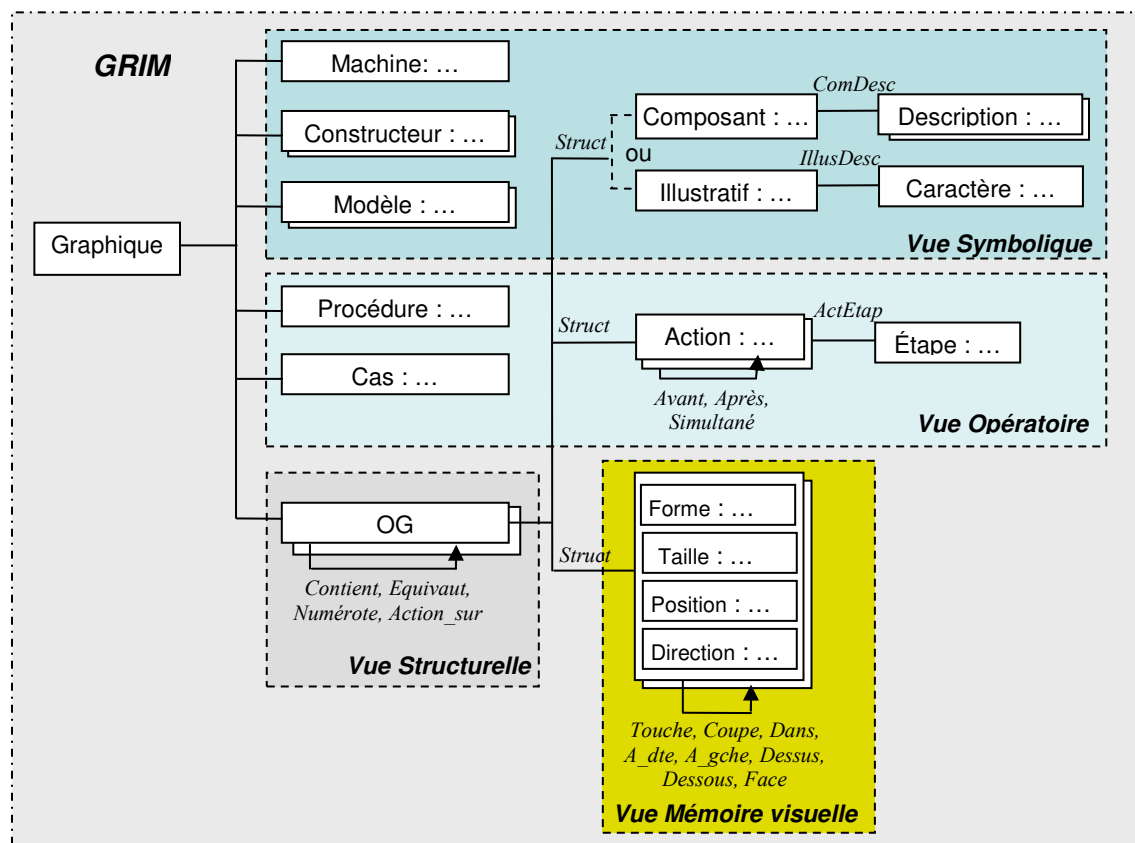 GRIM
Machine: …
Constructeur : …
Modèle : …
Graphique
Struct
ou
Composant : …
ComDesc
Description : …
Illustratif : …
IllusDesc
Caractère : …
Vue Symbolique
Procédure : …
Cas : …
Struct
Action : …
ActEtap
Étape : …
Avant, Après,
Simultané
Vue Opératoire
OG
Contient, Equivaut,
Numérote, Action_sur
Vue Structurelle
Struct
Forme : …
Taille : …
Position : …
Direction : …
Touche, Coupe, Dans,
A_dte, A_gche, Dessus,
Dessous, Face
Vue Mémoire visuelle